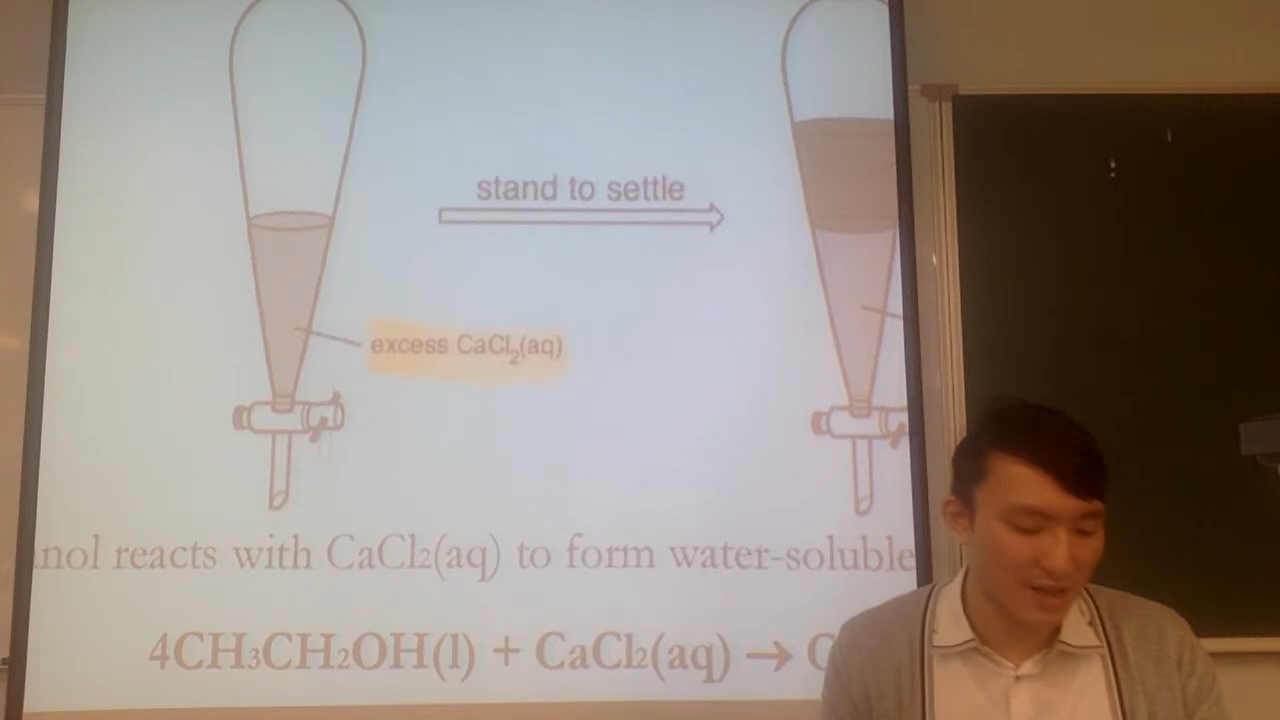 stand to settle
excess CaCl₂(aq)
nol reacts with CaCl₂(aq) to form water-soluble
4CH₃CH₂OH(l) + CaCl₂(aq) → C